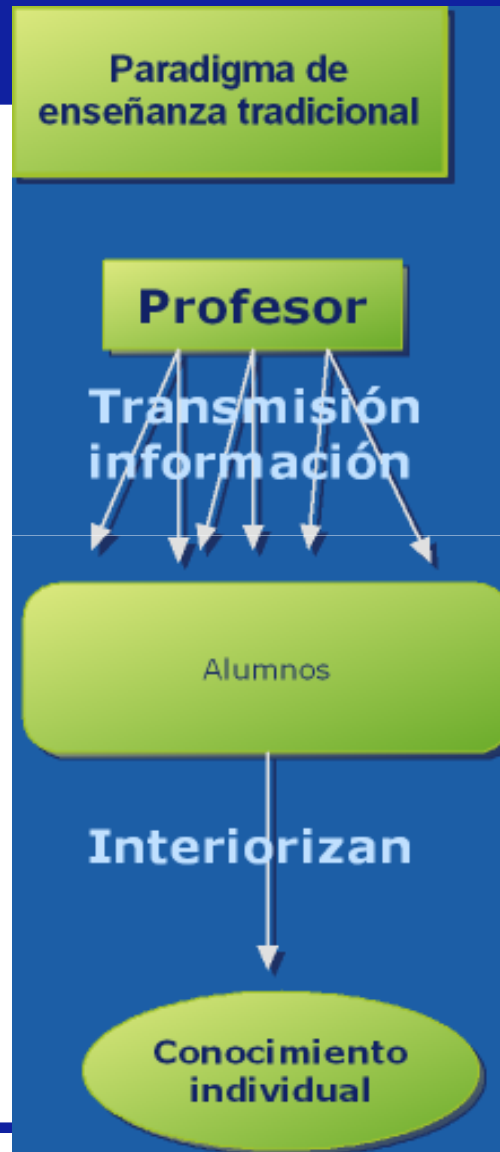 Paradigma de
enseñanza tradicional
Profesor
Transmisión
información
Alumnos
Interiorizan
Conocimiento
individual